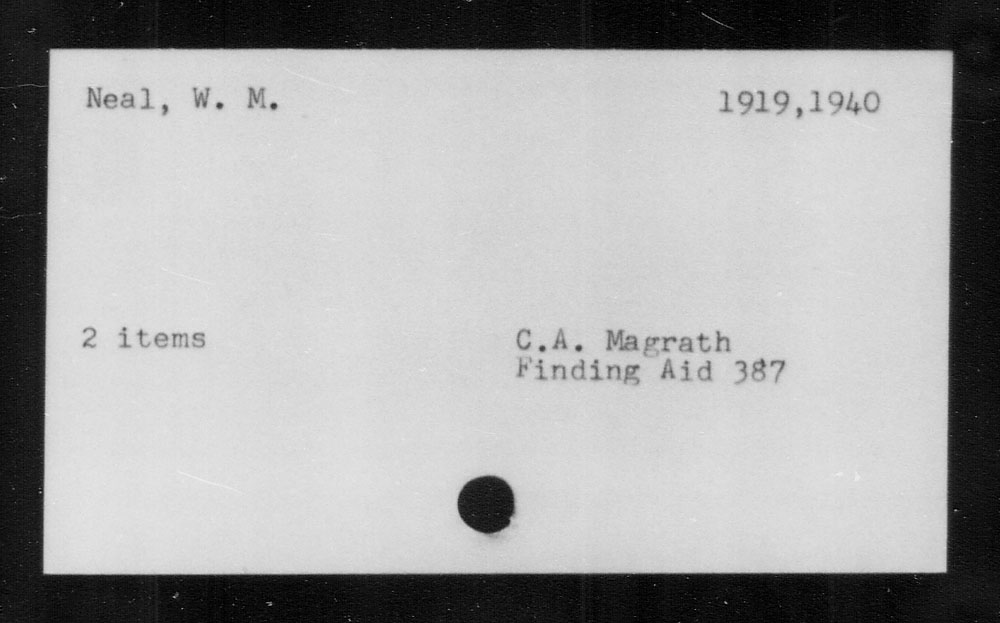 Neal, W. M. 1919,1940
2 items C.A. Magrath
Finding Aid 387